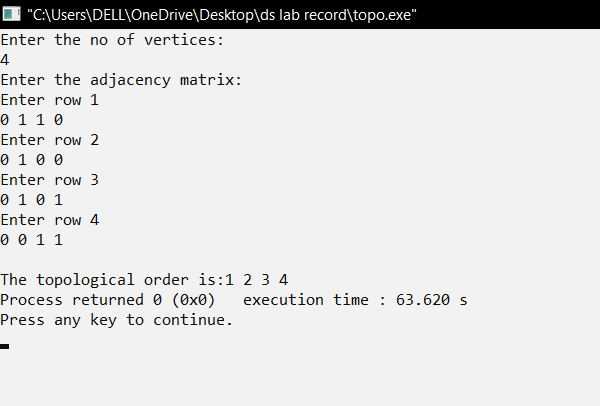 "C:\Users\DELL\OneDrive\Desktop\ds lab record\topo.exe"
Enter the no of vertices:
4
Enter the adjacency matrix:
Enter row 1
0 1 1 0
Enter row 2
0 1 0 0
Enter row 3
0 1 0 1
Enter row 4
0 0 1 1
The topological order is:1 2 3 4
Process returned 0 (0x0)   execution time : 63.620 s
Press any key to continue.